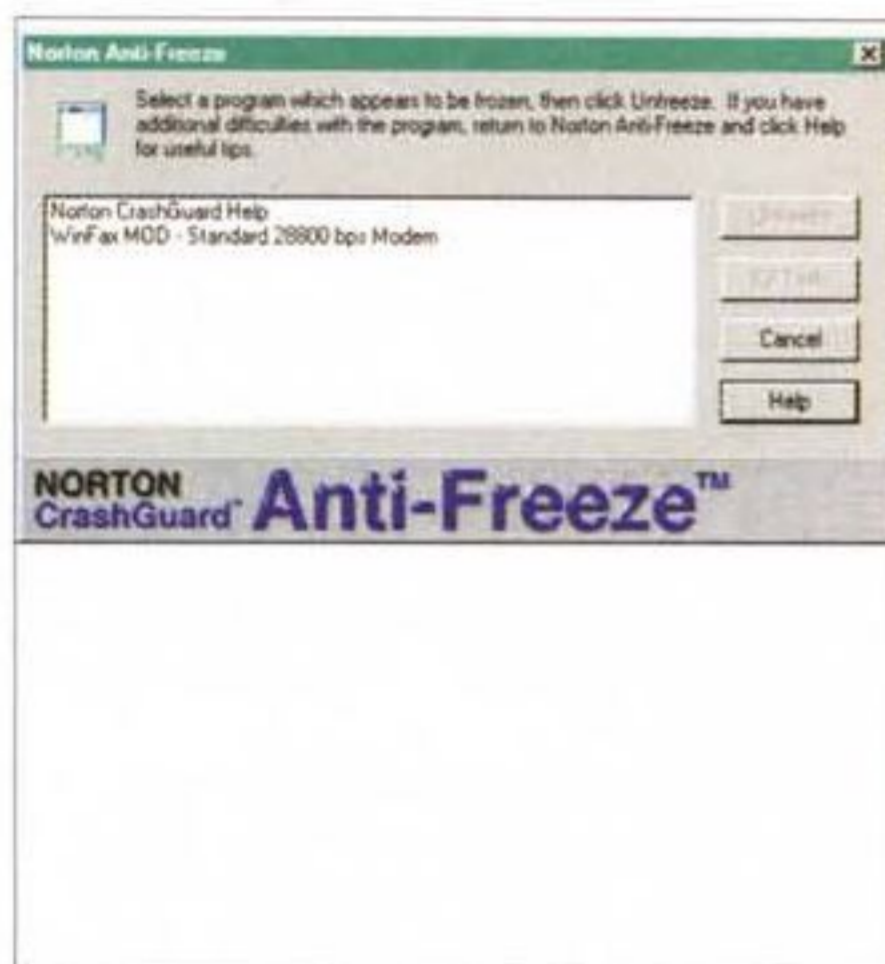 Norton Anti-Freeze
Select a program which appears to be frozen, then click Unfreeze. If you have
additional difficulties with the program, return to Norton Anti-Freeze and click Help
for useful tips.
Norton CrashGuard Help
WinFax MOD - Standard 28800 bps Modem
Cancel
Help
NORTON
CrashGuard™ Anti-Freeze™